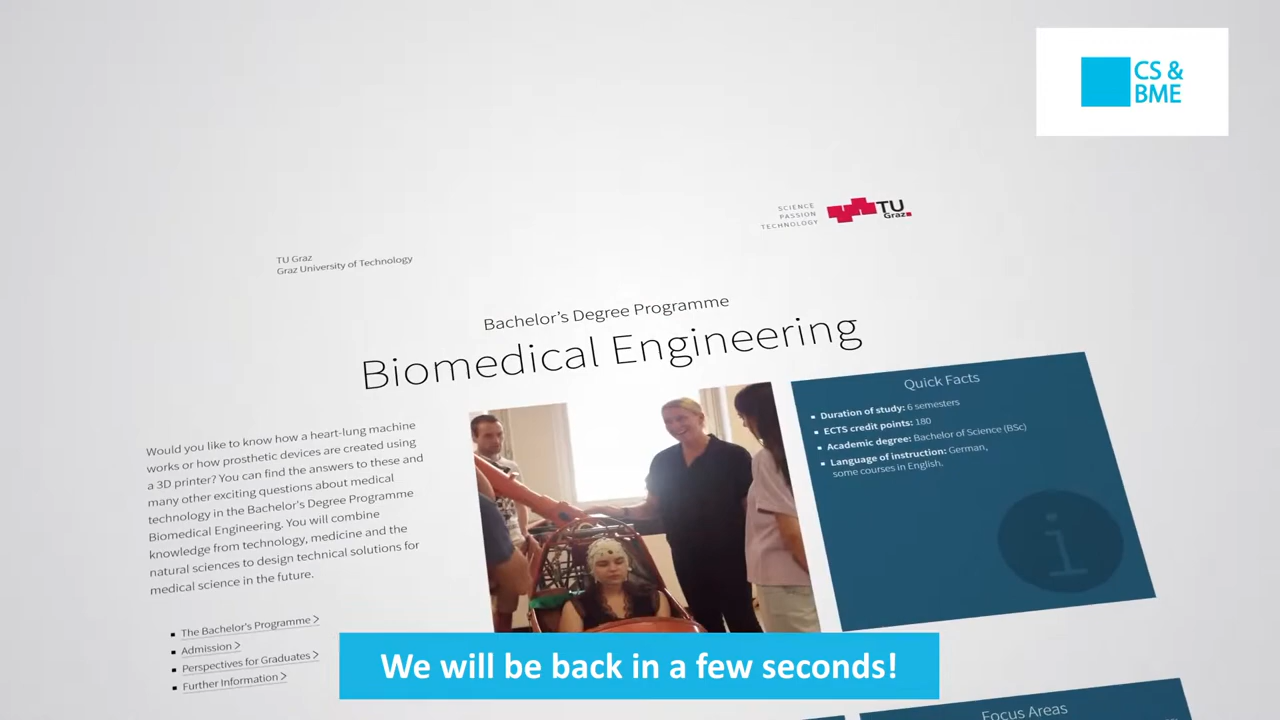 CS &
BME
SCIENCE
PASSION
TECHNOLOGY
TU
Graz
TU Graz
Graz University of Technology
Bachelor's Degree Programme
Biomedical Engineering
Would you like to know how a heart-lung machine
works or how prosthetic devices are created using
a 3D printer? You can find the answers to these and
many other exciting questions about medical
technology in the Bachelor's Degree Programme
Biomedical Engineering. You will combine
knowledge from technology, medicine and the
natural sciences to design technical solutions for
medical science in the future.
The Bachelor's Programme >
Admission >
Perspectives for Graduates >
Further Information >
Quick Facts
Duration of study: 6 semesters
ECTS credit points: 180
Academic degree: Bachelor of Science (BSc)
Language of instruction: German,
some courses in English.
i
We will be back in a few seconds!
Focus Areas